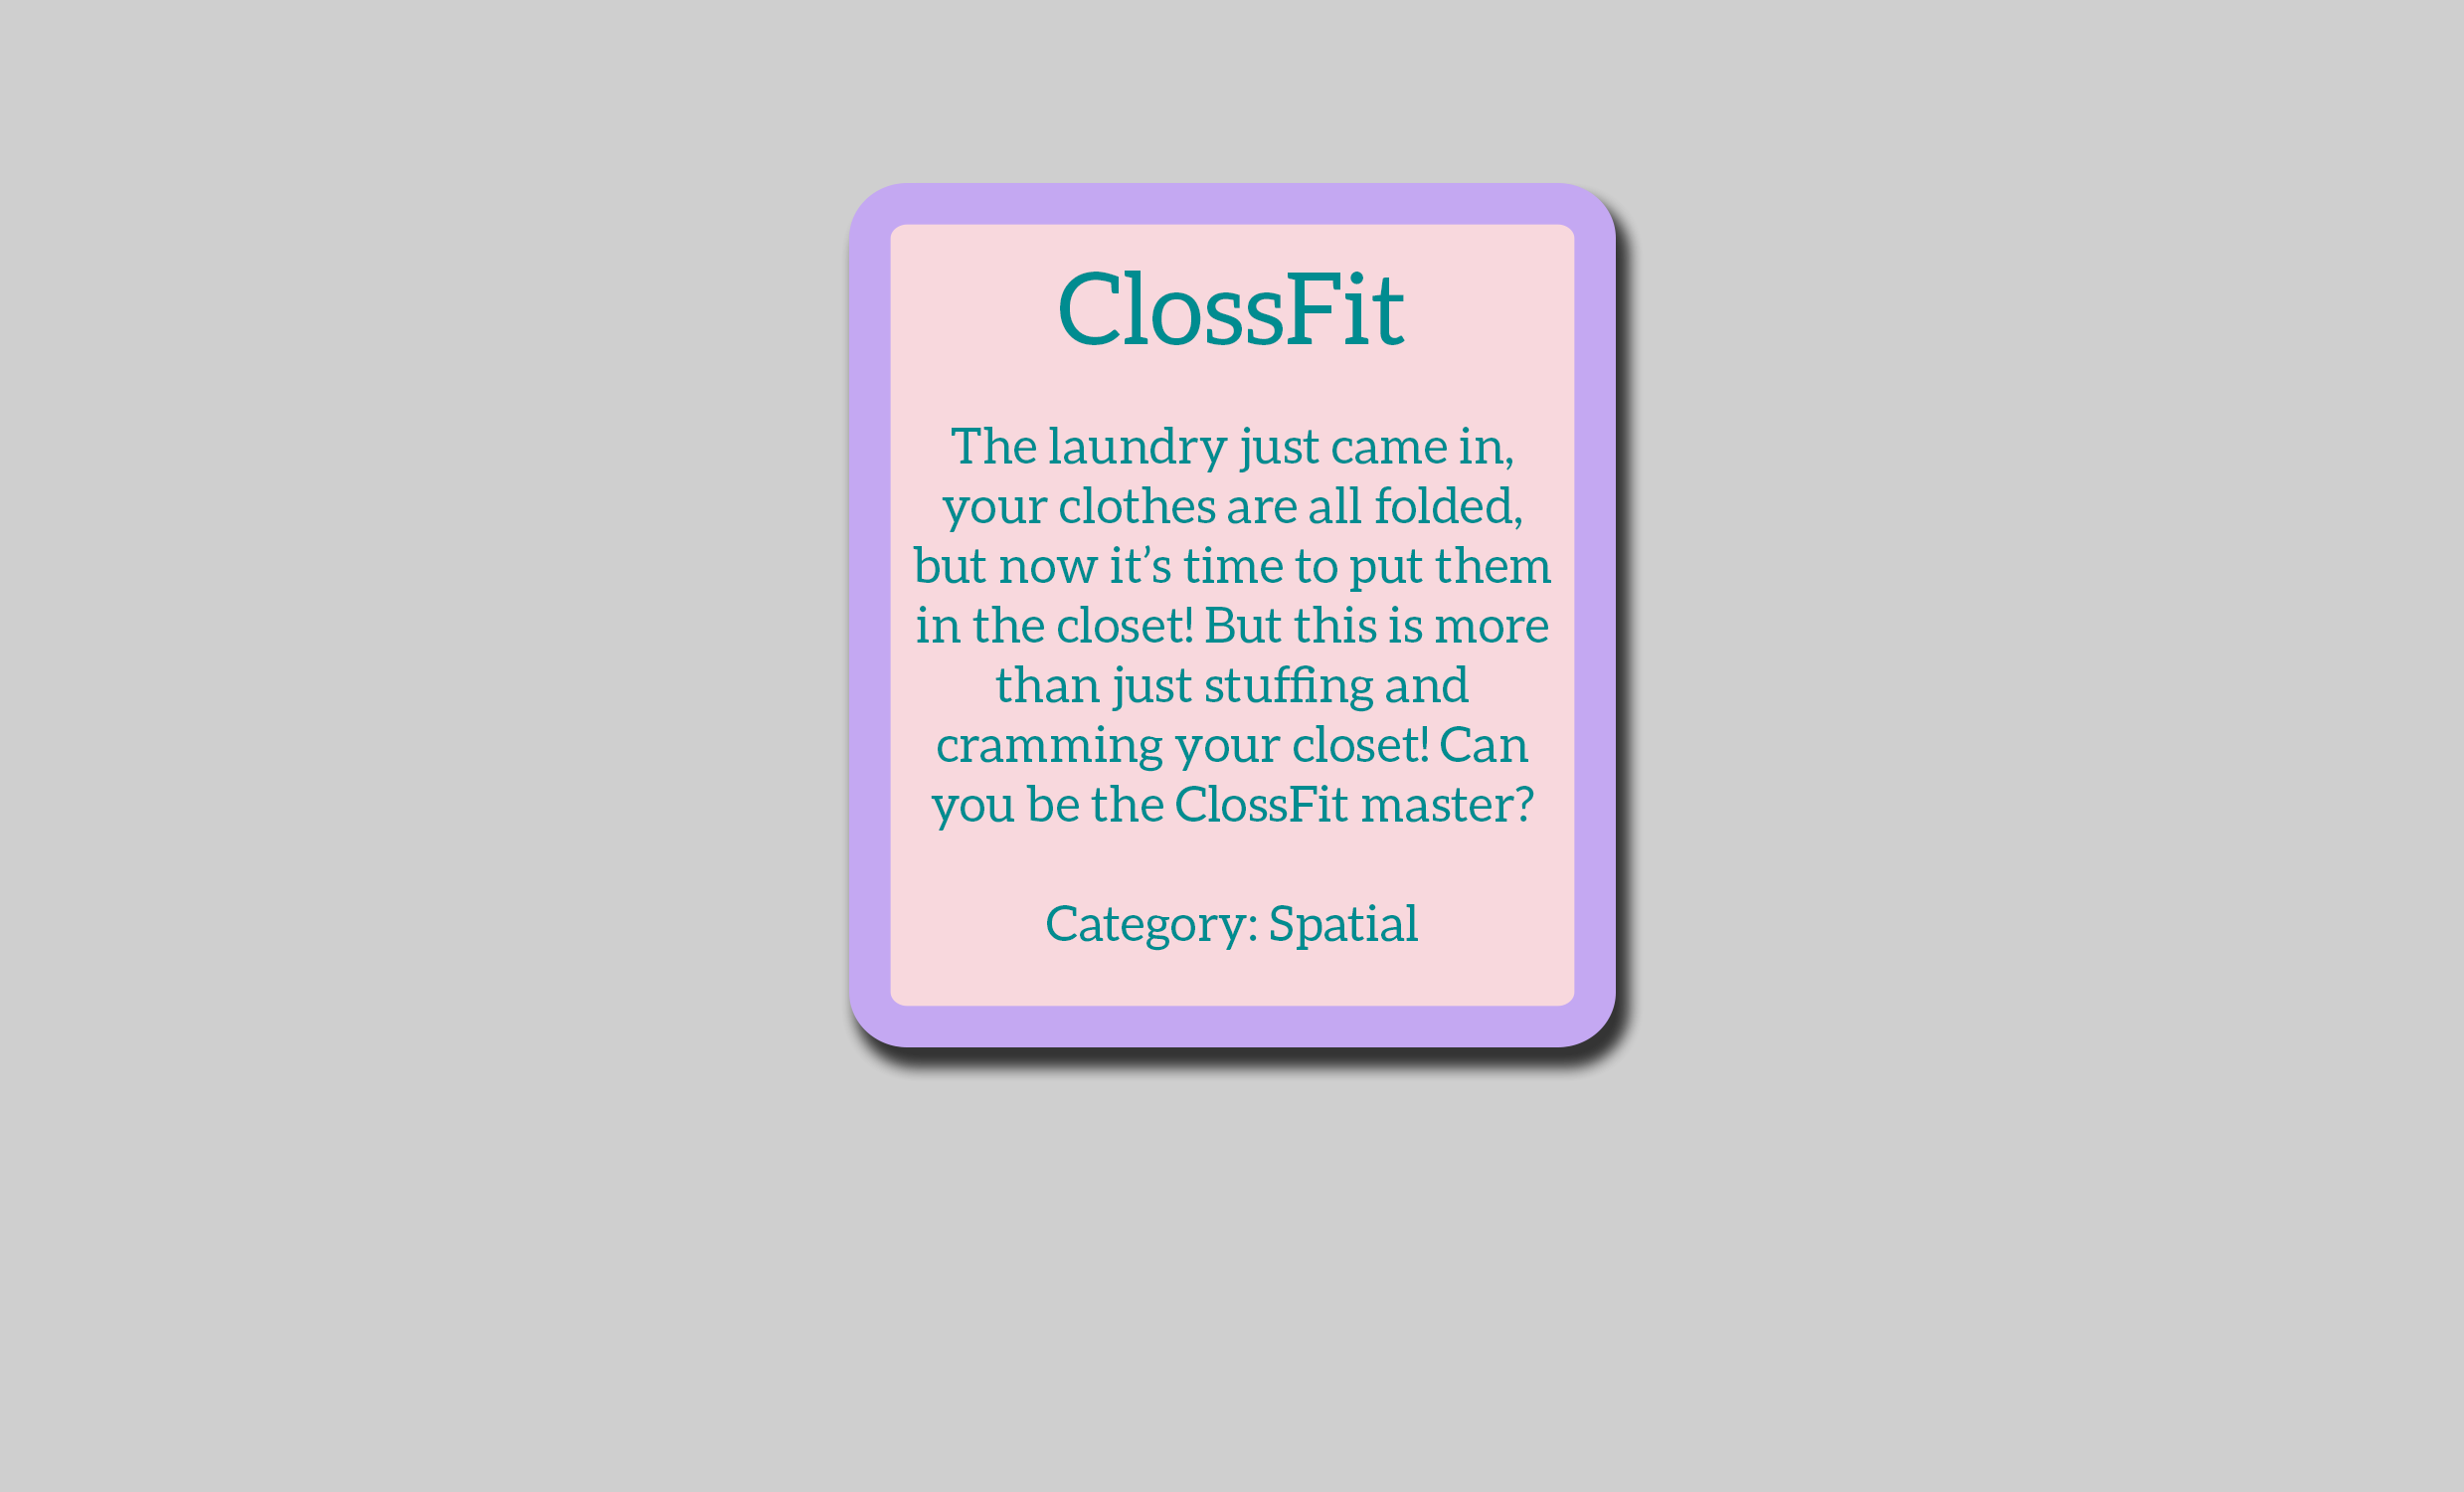 ClossFit
The laundry just came in,
your clothes are all folded,
but now it’s time to put them
in the closet! But this is more
than just stuffing and
cramming your closet! Can
you be the ClossFit master?
Category: Spatial